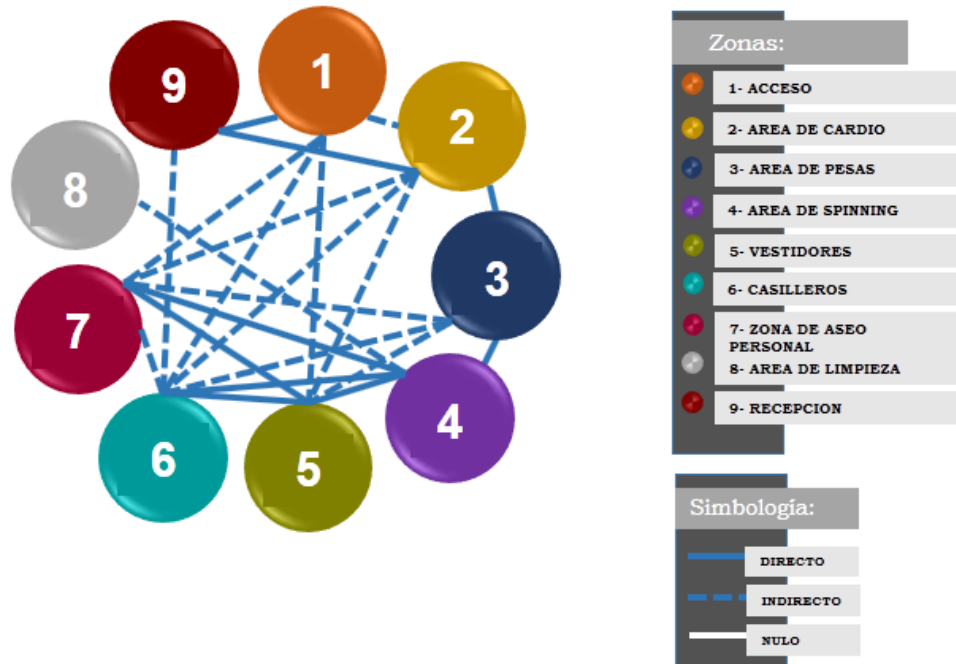 1
9
2
8
3
7
4
6
5
Zonas:
1- ACCESO
2- AREA DE CARDIO
3- AREA DE PESAS
4- AREA DE SPINNING
5- VESTIDORES
6- CASILLEROS
7- ZONA DE ASEO
PERSONAL
8- AREA DE LIMPIEZA
9- RECEPCION
Simbología:
DIRECTO
INDIRECTO
NULO